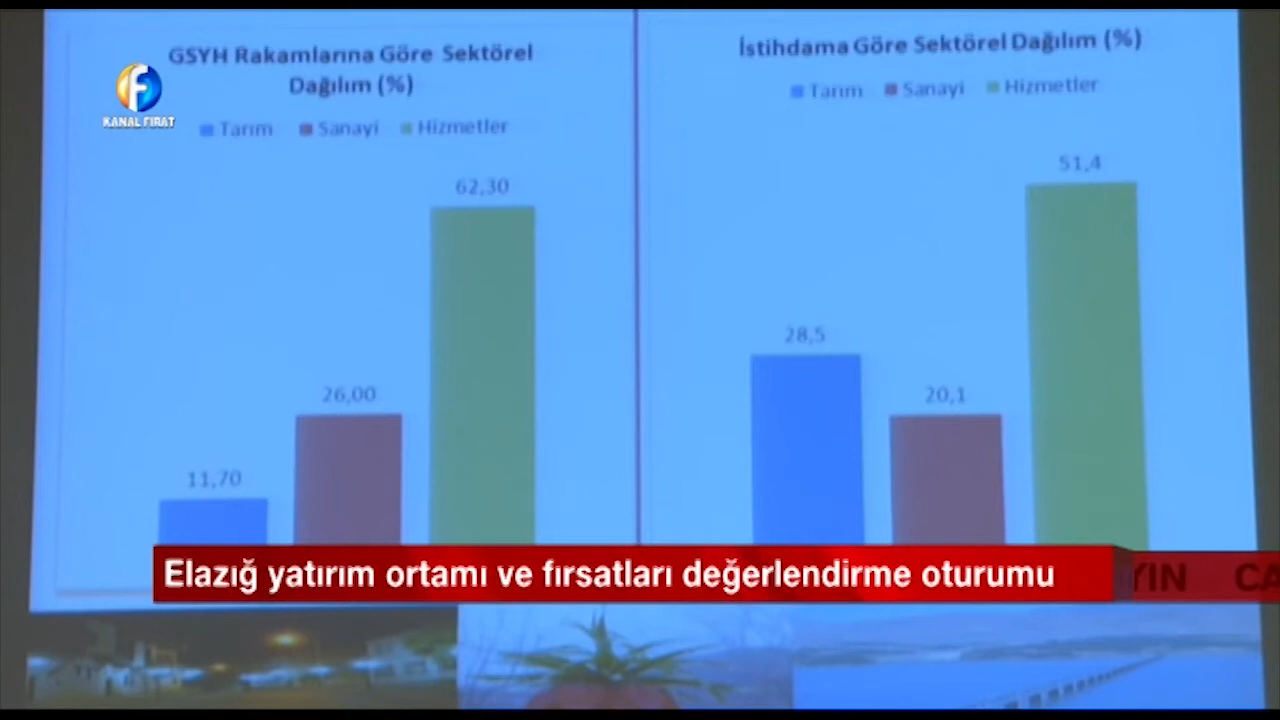 GSYH Rakamlarına Göre Sektörel
Dağılım (%)
Tarım Sanayi Hizmetler
62,30
26,00
11,70
İstihdama Göre Sektörel Dağılım (%)
Tarım Sanayi Hizmetler
51,4
28,5
20,1
KANAL FIRAT
Elazığ yatırım ortamı ve fırsatları değerlendirme oturumu